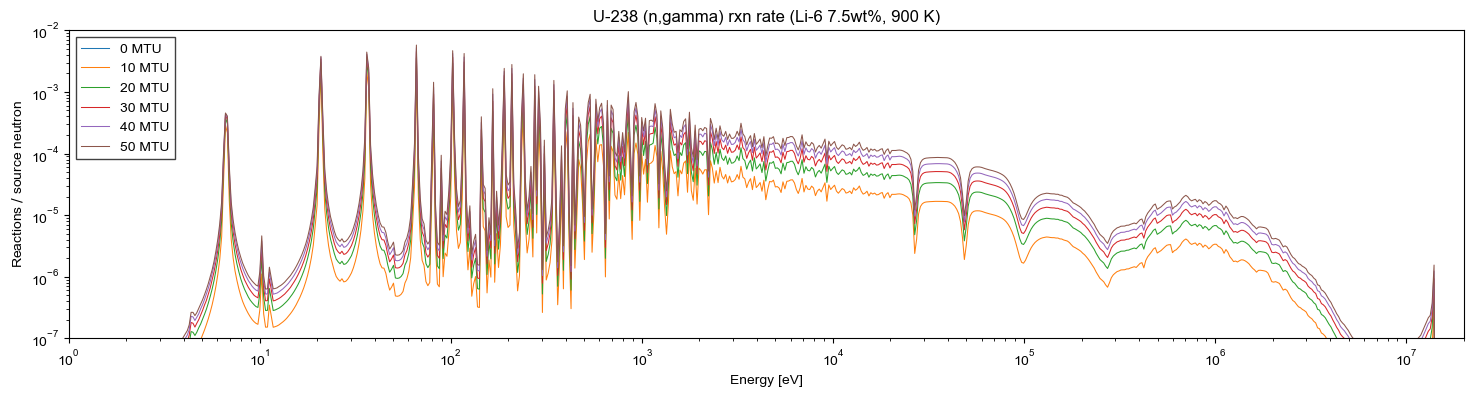 U-238 (n,gamma) rxn rate (Li-6 7.5wt%, 900 K)
Reactions / source neutron
10⁻²
10⁻³
10⁻⁴
10⁻⁵
10⁻⁶
10⁻⁷
0 MTU
10 MTU
20 MTU
30 MTU
40 MTU
50 MTU
10⁰ 10¹ 10² 10³ 10⁴ 10⁵ 10⁶ 10⁷
Energy [eV]